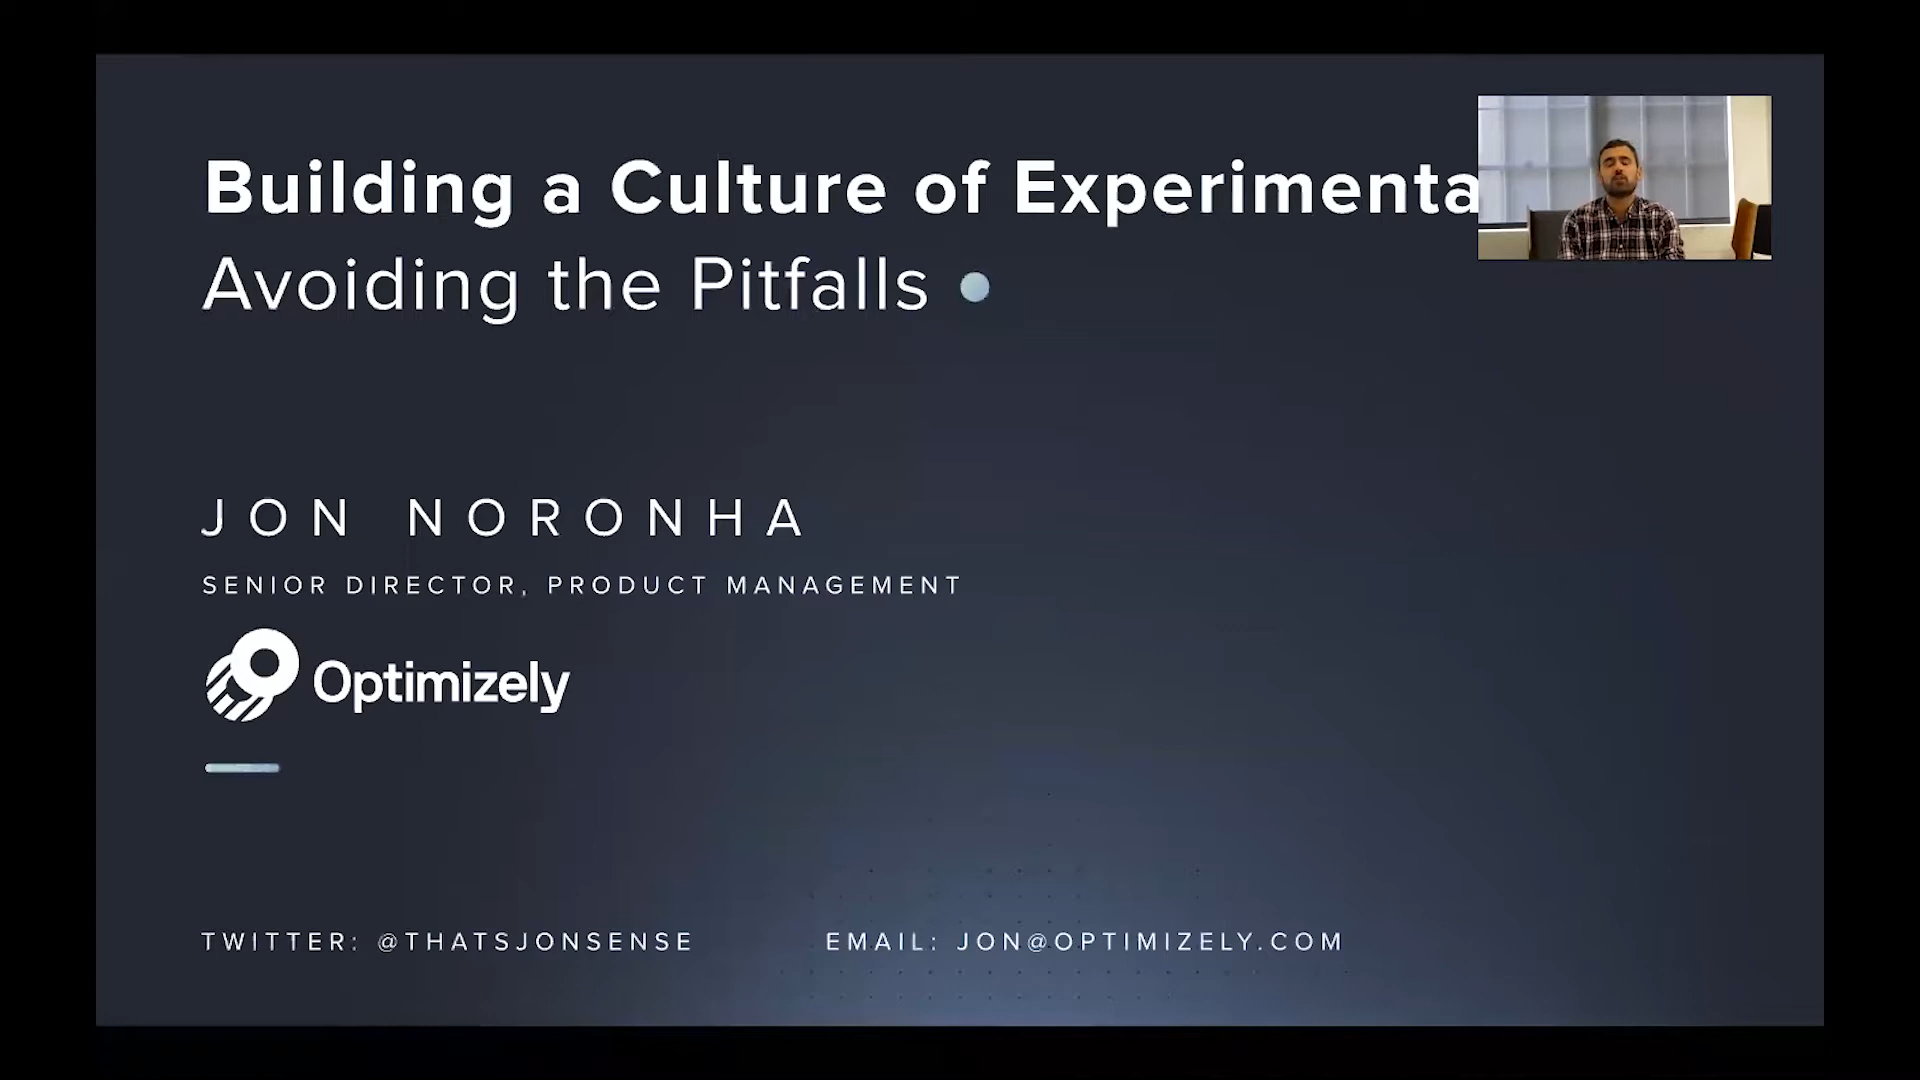 Building a Culture of Experimenta
Avoiding the Pitfalls
JON NORONHA
SENIOR DIRECTOR, PRODUCT MANAGEMENT
Optimizely
TWITTER: @THATSJONSENSE
EMAIL: JON@OPTIMIZELY.COM